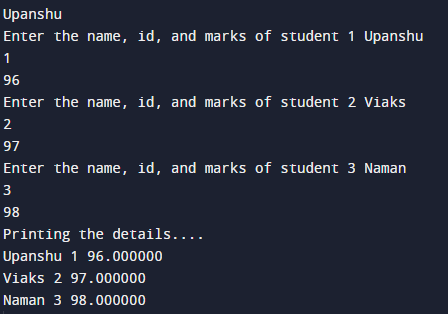 Upanshu
Enter the name, id, and marks of student 1 Upanshu
1
96
Enter the name, id, and marks of student 2 Viaks
2
97
Enter the name, id, and marks of student 3 Naman
3
98
Printing the details....
Upanshu 1 96.000000
Viaks 2 97.000000
Naman 3 98.000000